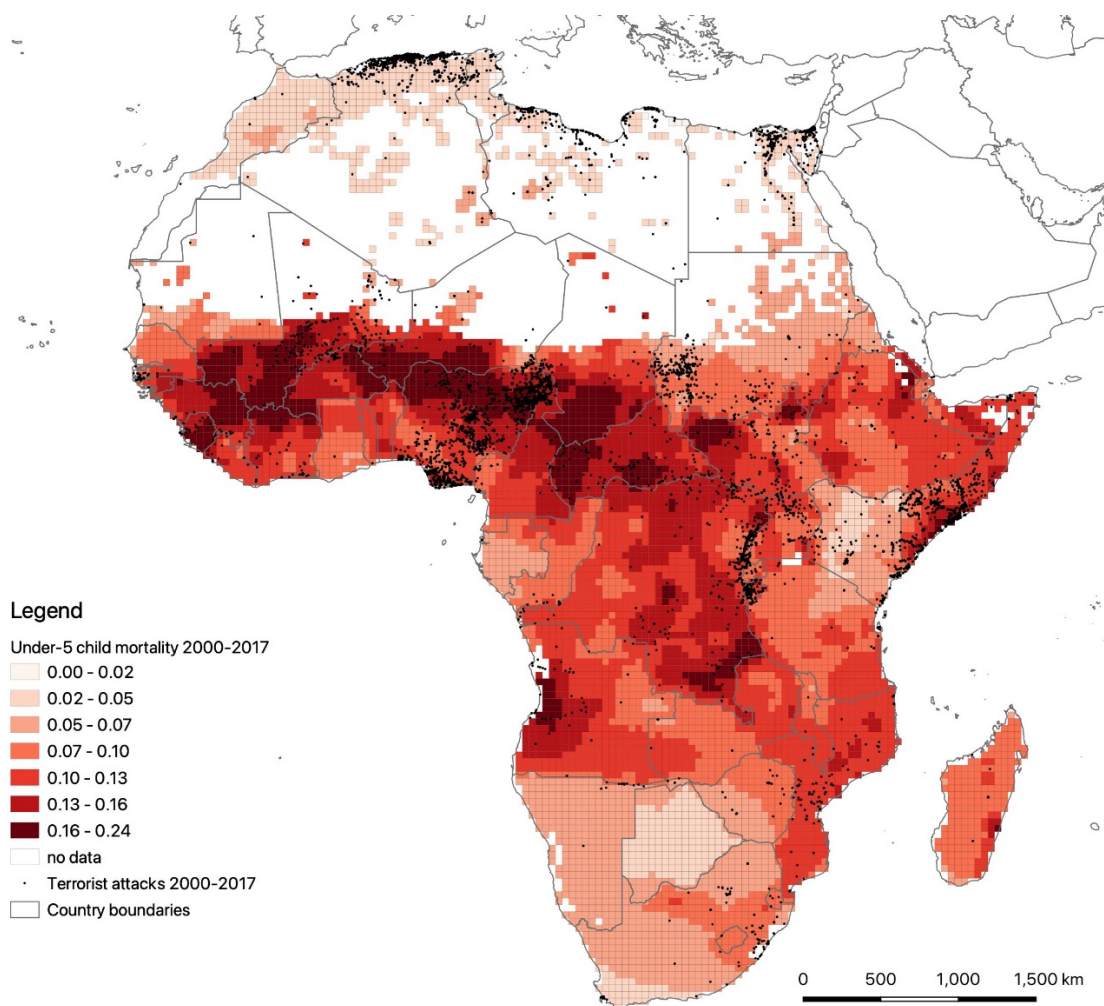 Legend
Under-5 child mortality 2000-2017
0.00 - 0.02
0.02 - 0.05
0.05 - 0.07
0.07 - 0.10
0.10 - 0.13
0.13 - 0.16
0.16 - 0.24
no data
Terrorist attacks 2000-2017
Country boundaries
0 500 1,000 1,500 km